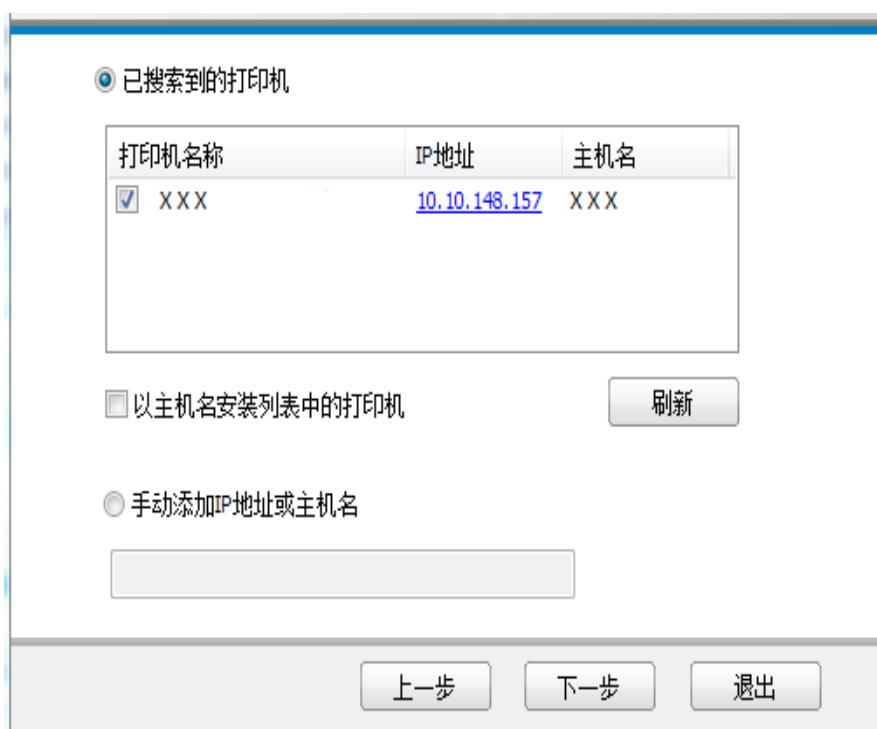 已搜索到的打印机
打印机名称 IP地址 主机名
XXX 10.10.148.157 XXX
以主机名安装列表中的打印机 刷新
手动添加IP地址或主机名
上一步 下一步 退出